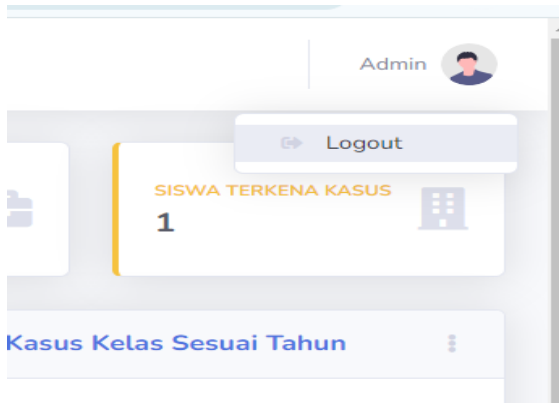 Admin
Logout
SISWA TERKENA KASUS
1
Kasus Kelas Sesuai Tahun